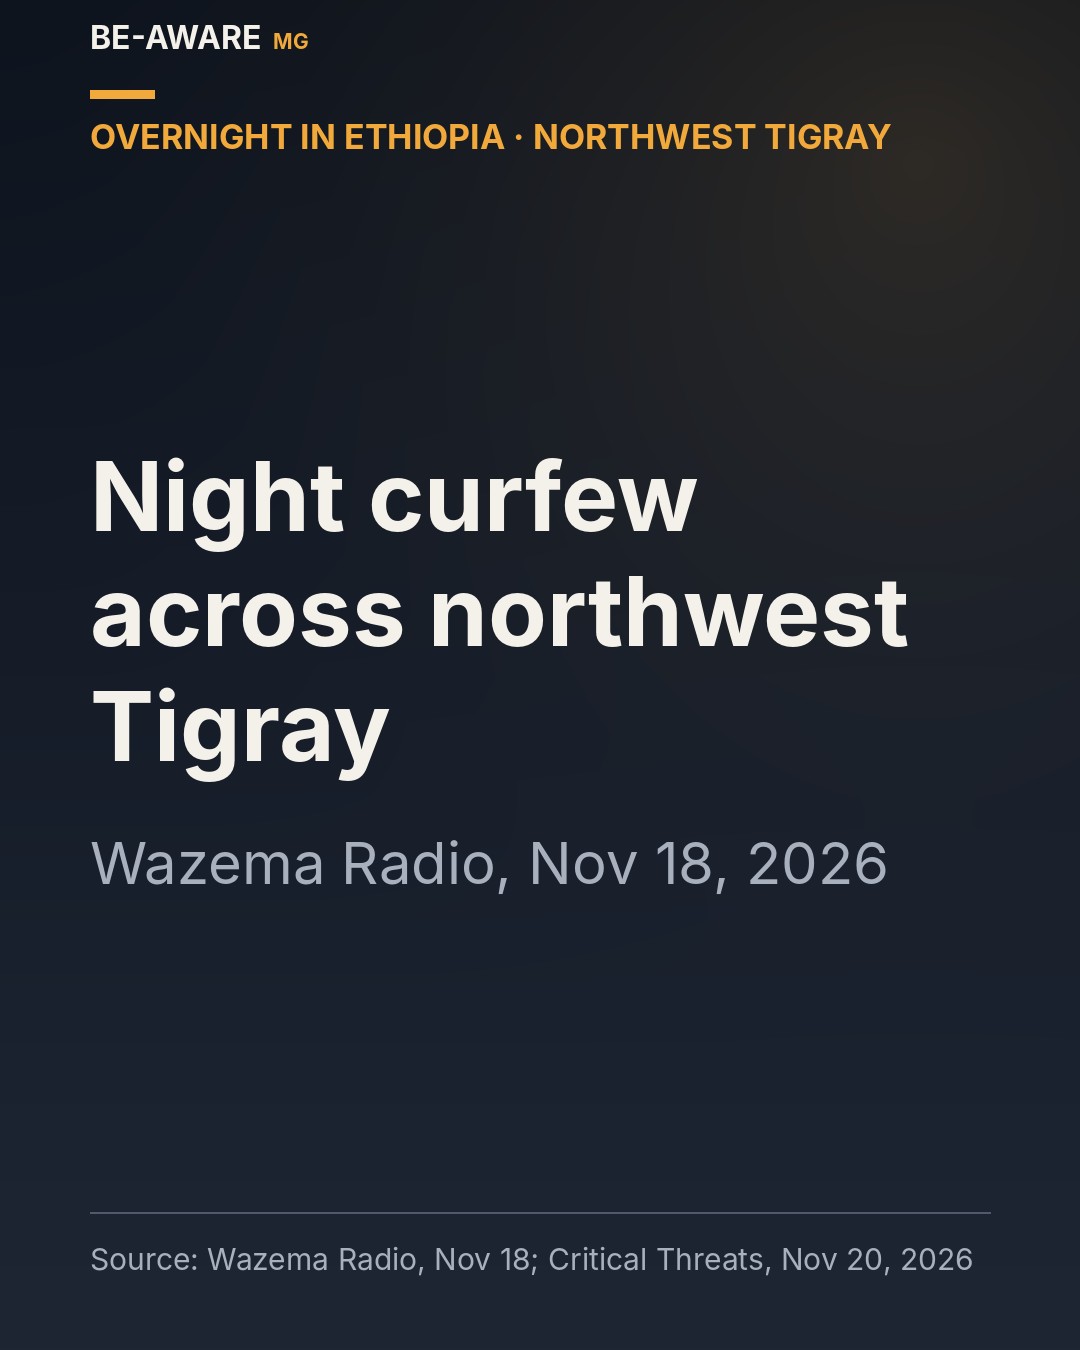 BE-AWARE MG
OVERNIGHT IN ETHIOPIA · NORTHWEST TIGRAY
Night curfew
across northwest
Tigray
Wazema Radio, Nov 18, 2026
Source: Wazema Radio, Nov 18; Critical Threats, Nov 20, 2026